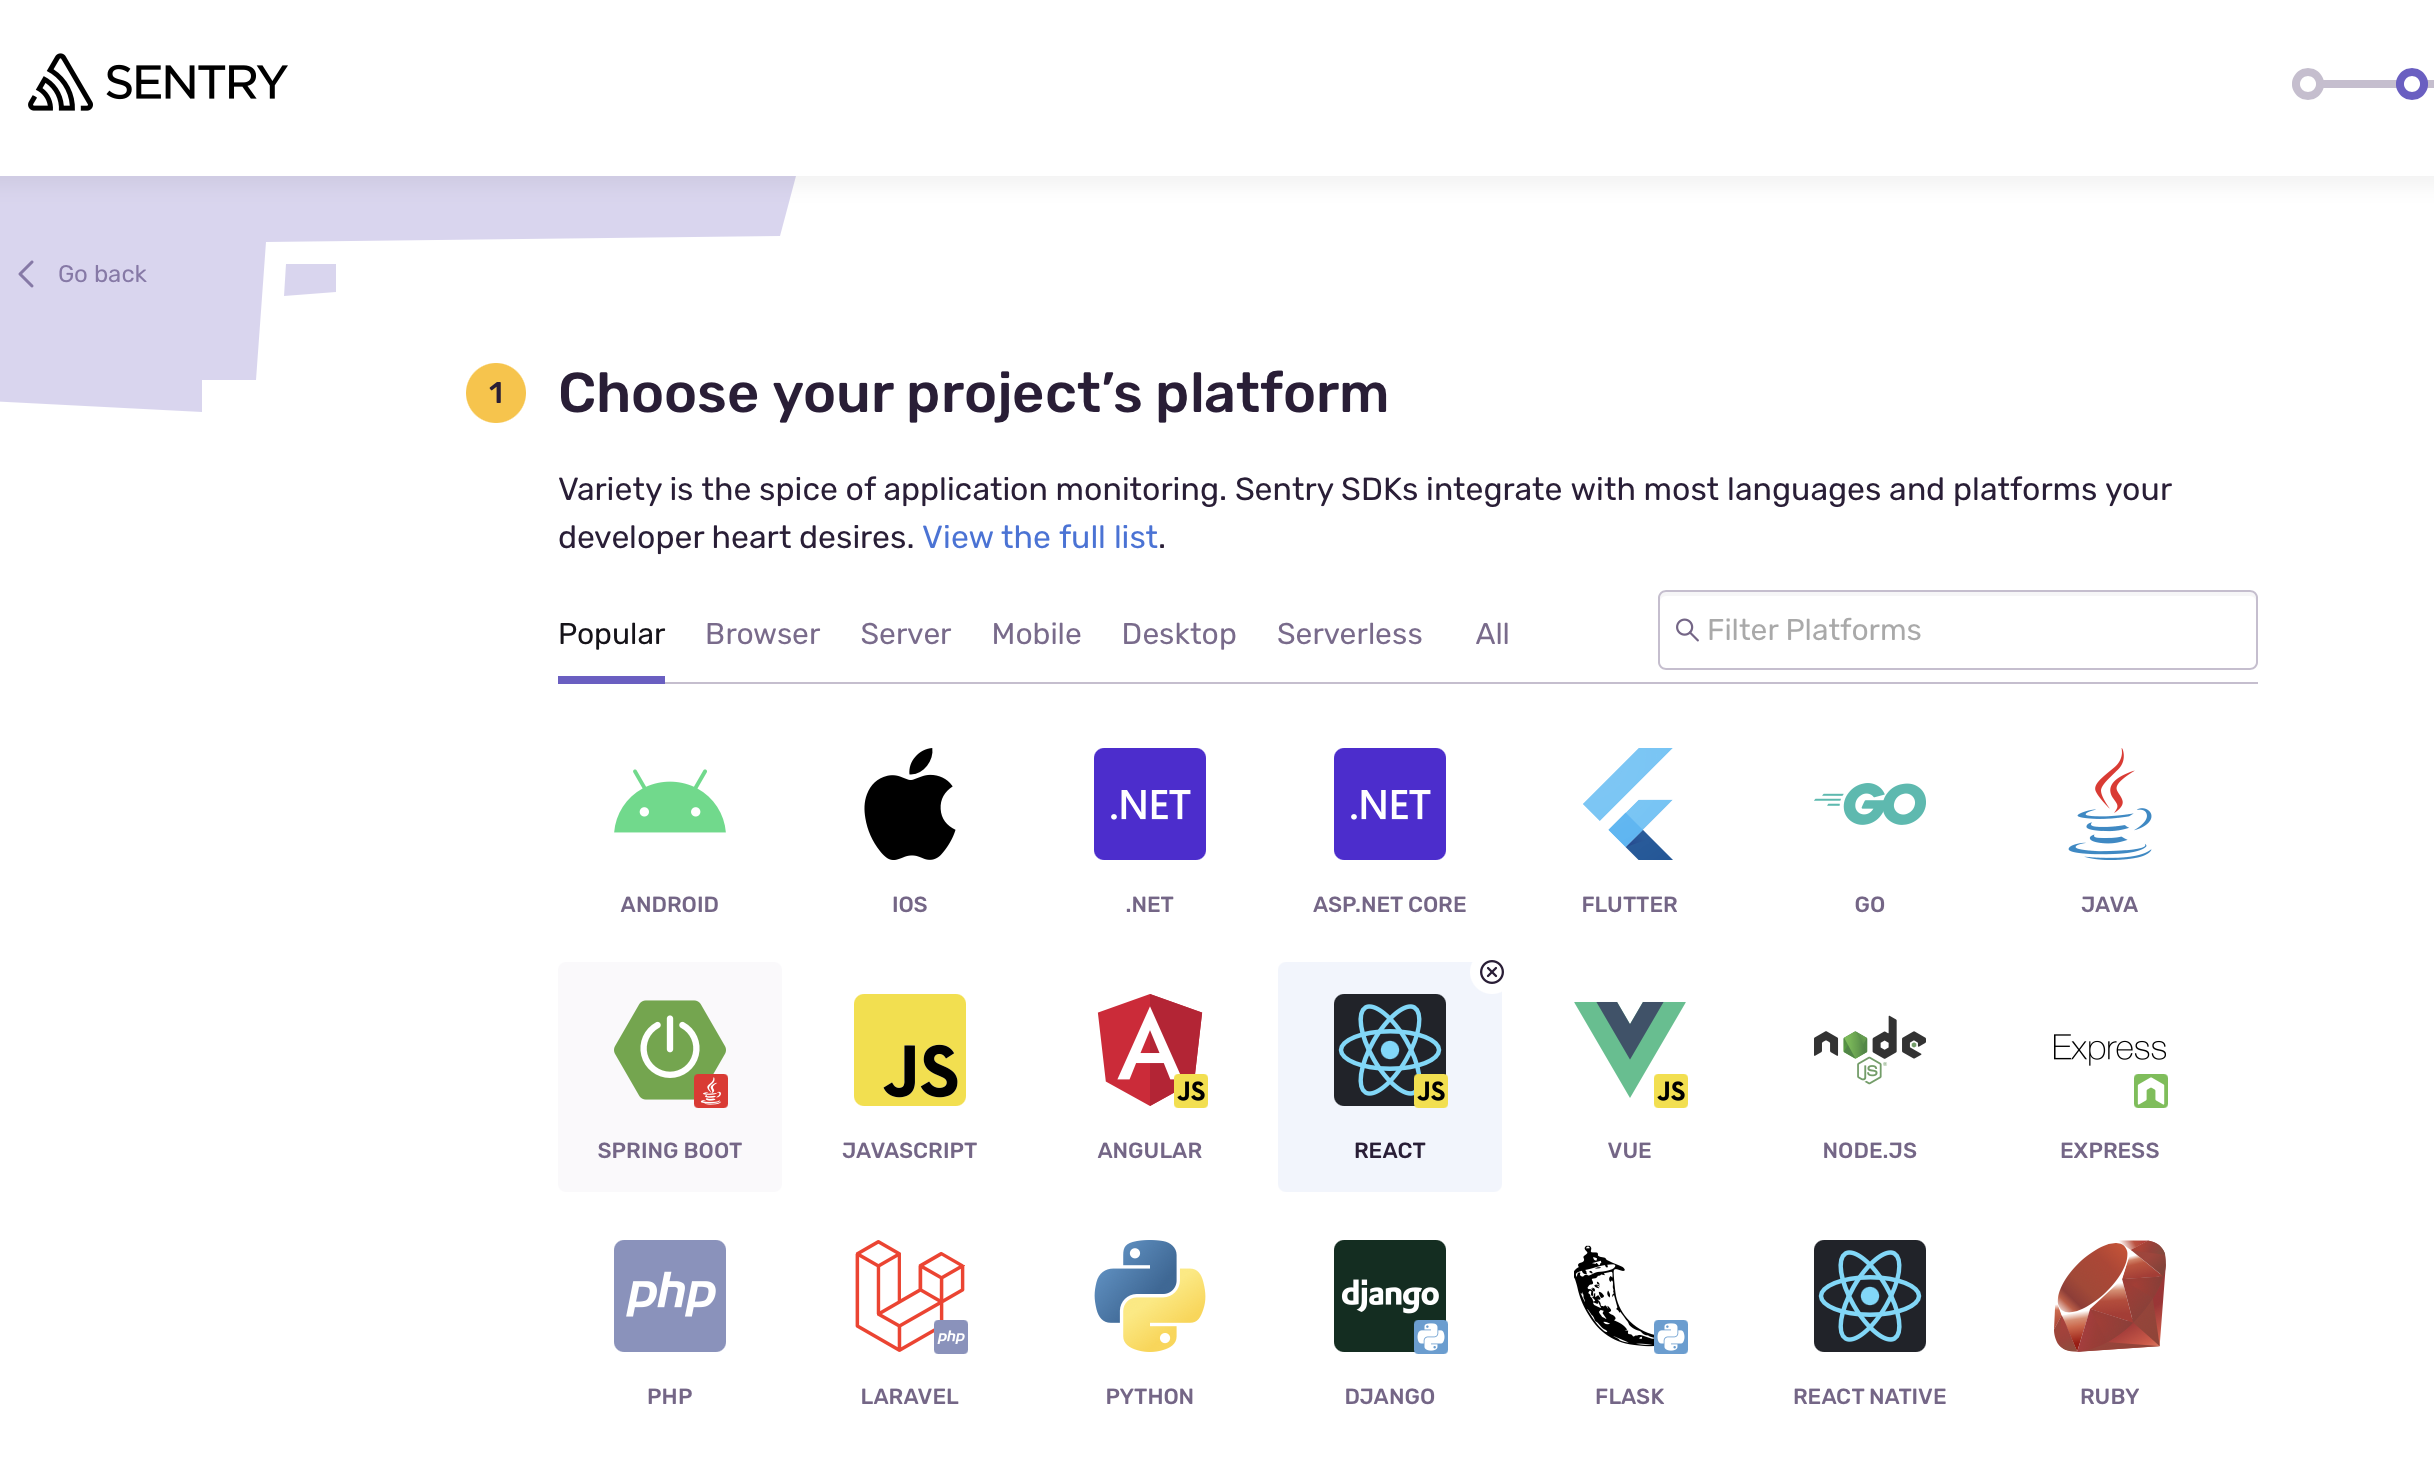 SENTRY
Go back
1
Choose your project’s platform
Variety is the spice of application monitoring. Sentry SDKs integrate with most languages and platforms your
developer heart desires. View the full list.
Popular Browser Server Mobile Desktop Serverless All
Filter Platforms
.NET
.NET
GO
ANDROID IOS .NET ASP.NET CORE FLUTTER GO JAVA
JS
JS
JS
JS
node
JS
Express
SPRING BOOT JAVASCRIPT ANGULAR REACT VUE NODE.JS EXPRESS
php
php
django
PHP LARAVEL PYTHON DJANGO FLASK REACT NATIVE RUBY